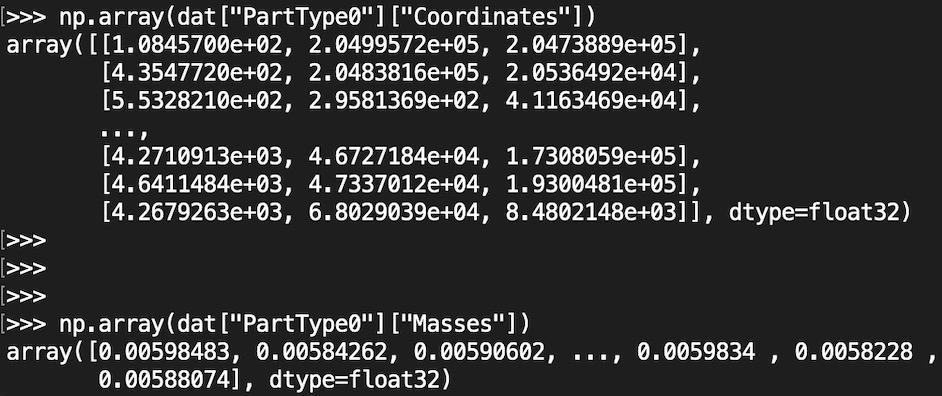 [>>> np.array(dat["PartType0"]["Coordinates"])
array([[1.0845700e+02, 2.0499572e+05, 2.0473889e+05],
[4.3547720e+02, 2.0483816e+05, 2.0536492e+04],
[5.5328210e+02, 2.9581369e+02, 4.1163469e+04],
...,
[4.2710913e+03, 4.6727184e+04, 1.7308059e+05],
[4.6411484e+03, 4.7337012e+04, 1.9300481e+05],
[4.2679263e+03, 6.8029039e+04, 8.4802148e+03]], dtype=float32)
[>>>
[>>>
[>>>
[>>> np.array(dat["PartType0"]["Masses"])
array([0.00598483, 0.00584262, 0.00590602, ..., 0.0059834 , 0.0058228 ,
0.00588074], dtype=float32)